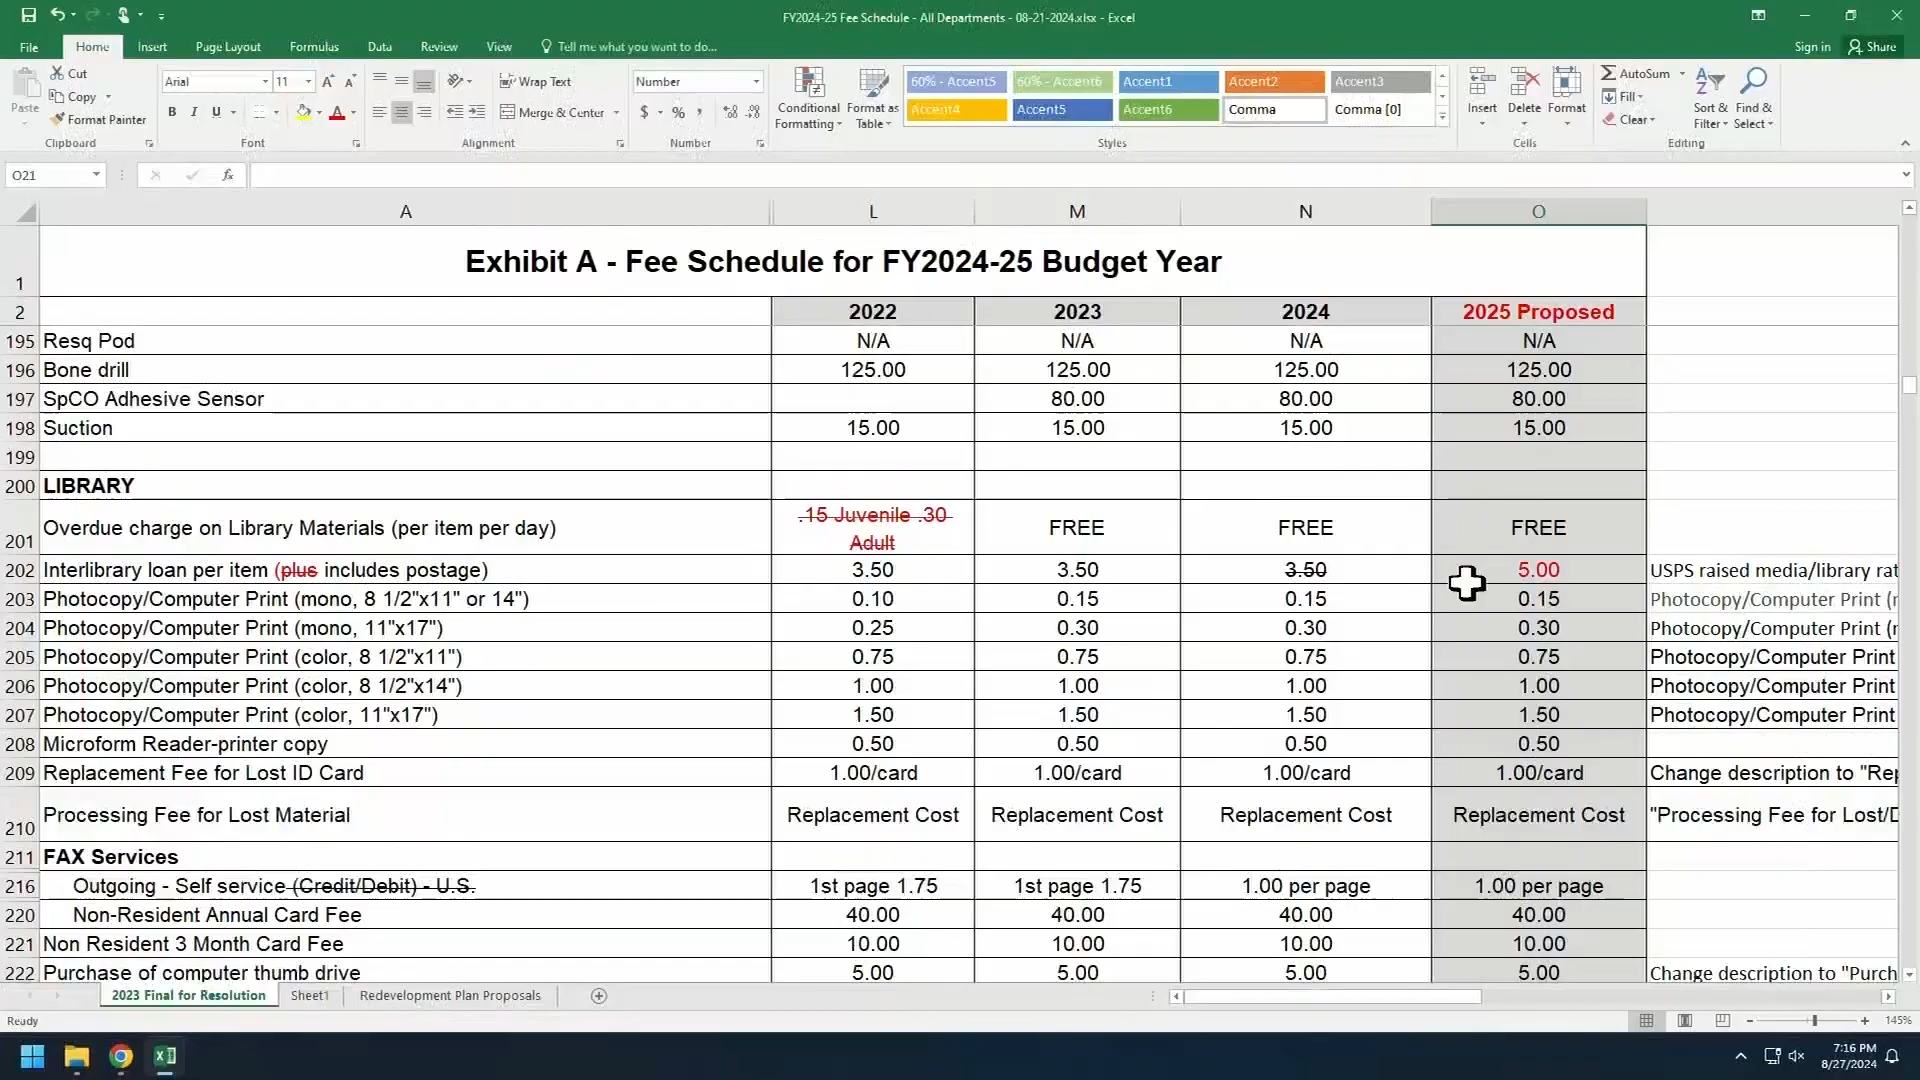 FY2024-25 Fee Schedule - All Departments - 08-21-2024.xlsx - Excel
File Home Insert Page Layout Formulas Data Review View Tell me what you want to do... Sign in Share
Paste Cut Copy Format Painter Clipboard
Arial 11 B I U Font
Wrap Text Merge & Center Alignment
Number $ % Number
Conditional Formatting Format as Table
60% - Accent5 60% - Accent6 Accent1 Accent2 Accent3
Accent4 Accent5 Accent6 Comma Comma [0]
Styles
Insert Delete Format Cells
AutoSum Fill Clear Sort & Filter Find & Select Editing
O21 fx
A L M N O
1 Exhibit A - Fee Schedule for FY2024-25 Budget Year
2 2022 2023 2024 2025 Proposed
195 Resq Pod N/A N/A N/A N/A
196 Bone drill 125.00 125.00 125.00 125.00
197 SpCO Adhesive Sensor 80.00 80.00 80.00
198 Suction 15.00 15.00 15.00 15.00
199
200 LIBRARY
201 Overdue charge on Library Materials (per item per day) .15 Juvenile .30 Adult FREE FREE FREE
202 Interlibrary loan per item (plus includes postage) 3.50 3.50 3.50 5.00 USPS raised media/library rat
203 Photocopy/Computer Print (mono, 8 1/2"x11" or 14") 0.10 0.15 0.15 0.15 Photocopy/Computer Print (r
204 Photocopy/Computer Print (mono, 11"x17") 0.25 0.30 0.30 0.30 Photocopy/Computer Print (r
205 Photocopy/Computer Print (color, 8 1/2"x11") 0.75 0.75 0.75 0.75 Photocopy/Computer Print
206 Photocopy/Computer Print (color, 8 1/2"x14") 1.00 1.00 1.00 1.00 Photocopy/Computer Print
207 Photocopy/Computer Print (color, 11"x17") 1.50 1.50 1.50 1.50 Photocopy/Computer Print
208 Microform Reader-printer copy 0.50 0.50 0.50 0.50
209 Replacement Fee for Lost ID Card 1.00/card 1.00/card 1.00/card 1.00/card Change description to "Rep
210 Processing Fee for Lost Material Replacement Cost Replacement Cost Replacement Cost Replacement Cost "Processing Fee for Lost/D
211 FAX Services
216 Outgoing - Self service (Credit/Debit) - U.S. 1st page 1.75 1st page 1.75 1.00 per page 1.00 per page
220 Non-Resident Annual Card Fee 40.00 40.00 40.00 40.00
221 Non Resident 3 Month Card Fee 10.00 10.00 10.00 10.00
222 Purchase of computer thumb drive 5.00 5.00 5.00 5.00 Change description to "Purch
2023 Final for Resolution Sheet1 Redevelopment Plan Proposals
Ready 145%
7:16 PM
8/27/2024